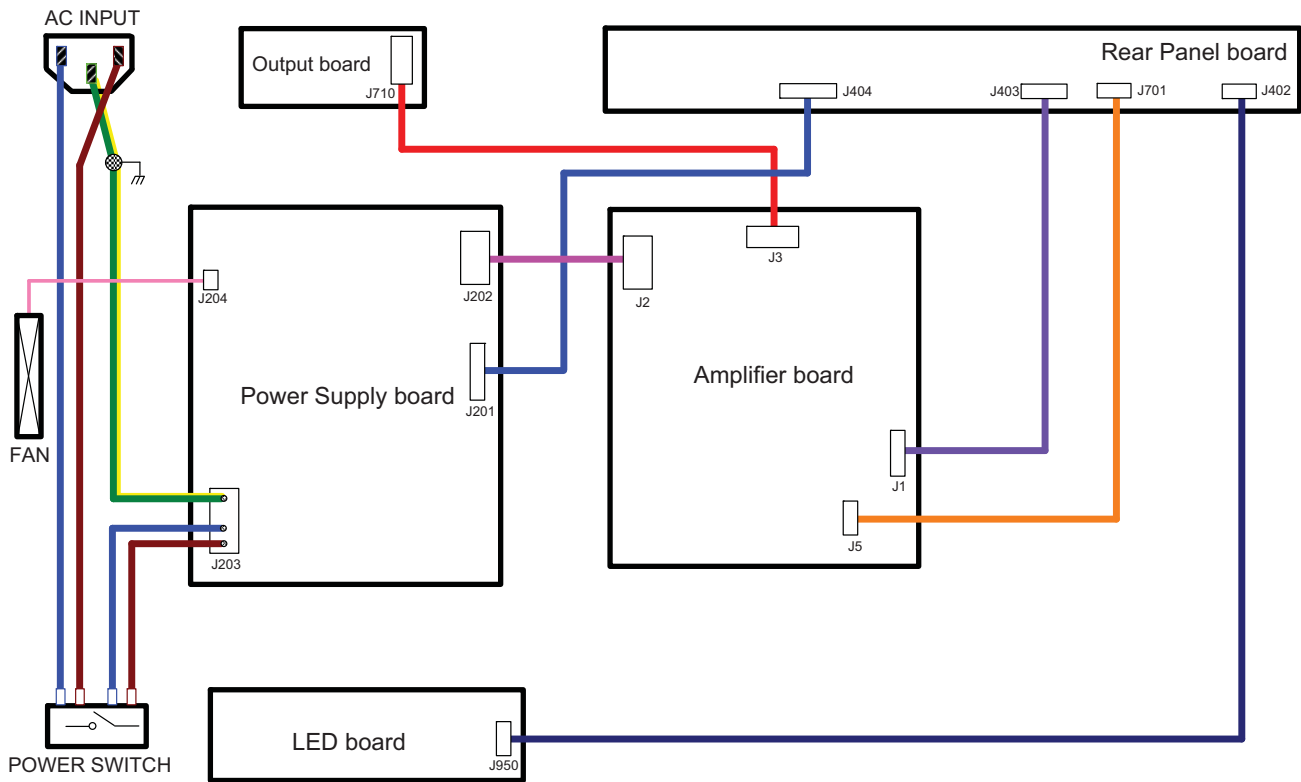 AC INPUT
Output board
J710
Rear Panel board
J404
J403
J701
J402
J204
J202
J2
J3
Power Supply board
J201
Amplifier board
FAN
J1
J5
J203
LED board
J950
POWER SWITCH